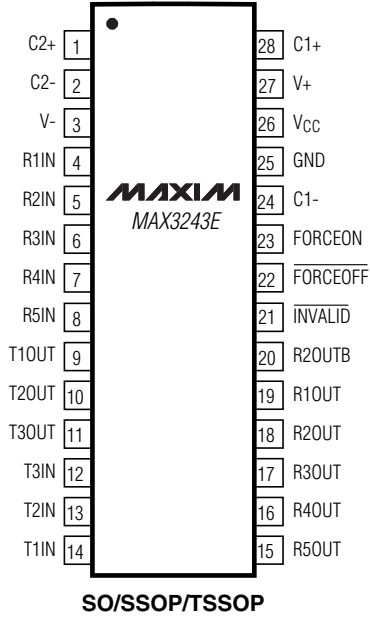 C2+ 1 28 C1+
C2- 2 27 V+
V- 3 26 VCC
R1IN 4 25 GND
R2IN 5 MAXIM 24 C1-
R3IN 6 MAX3243E 23 FORCEON
R4IN 7 22 FORCEOFF
R5IN 8 21 INVALID
T1OUT 9 20 R2OUTB
T2OUT 10 19 R1OUT
T3OUT 11 18 R2OUT
T3IN 12 17 R3OUT
T2IN 13 16 R4OUT
T1IN 14 15 R5OUT
SO/SSOP/TSSOP